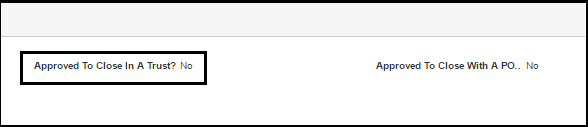 Approved To Close In A Trust? No
Approved To Close With A PO.. No